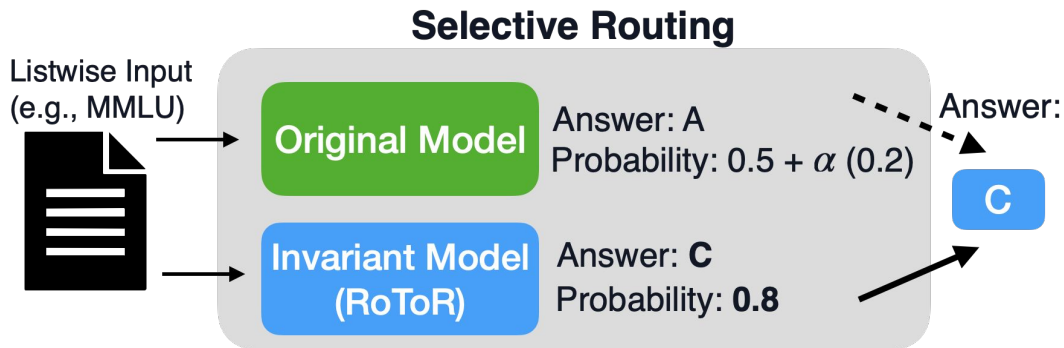 Selective Routing
Listwise Input
(e.g., MMLU)
Original Model
Answer: A
Probability: 0.5 + α (0.2)
Invariant Model
(RoToR)
Answer: C
Probability: 0.8
Answer:
C